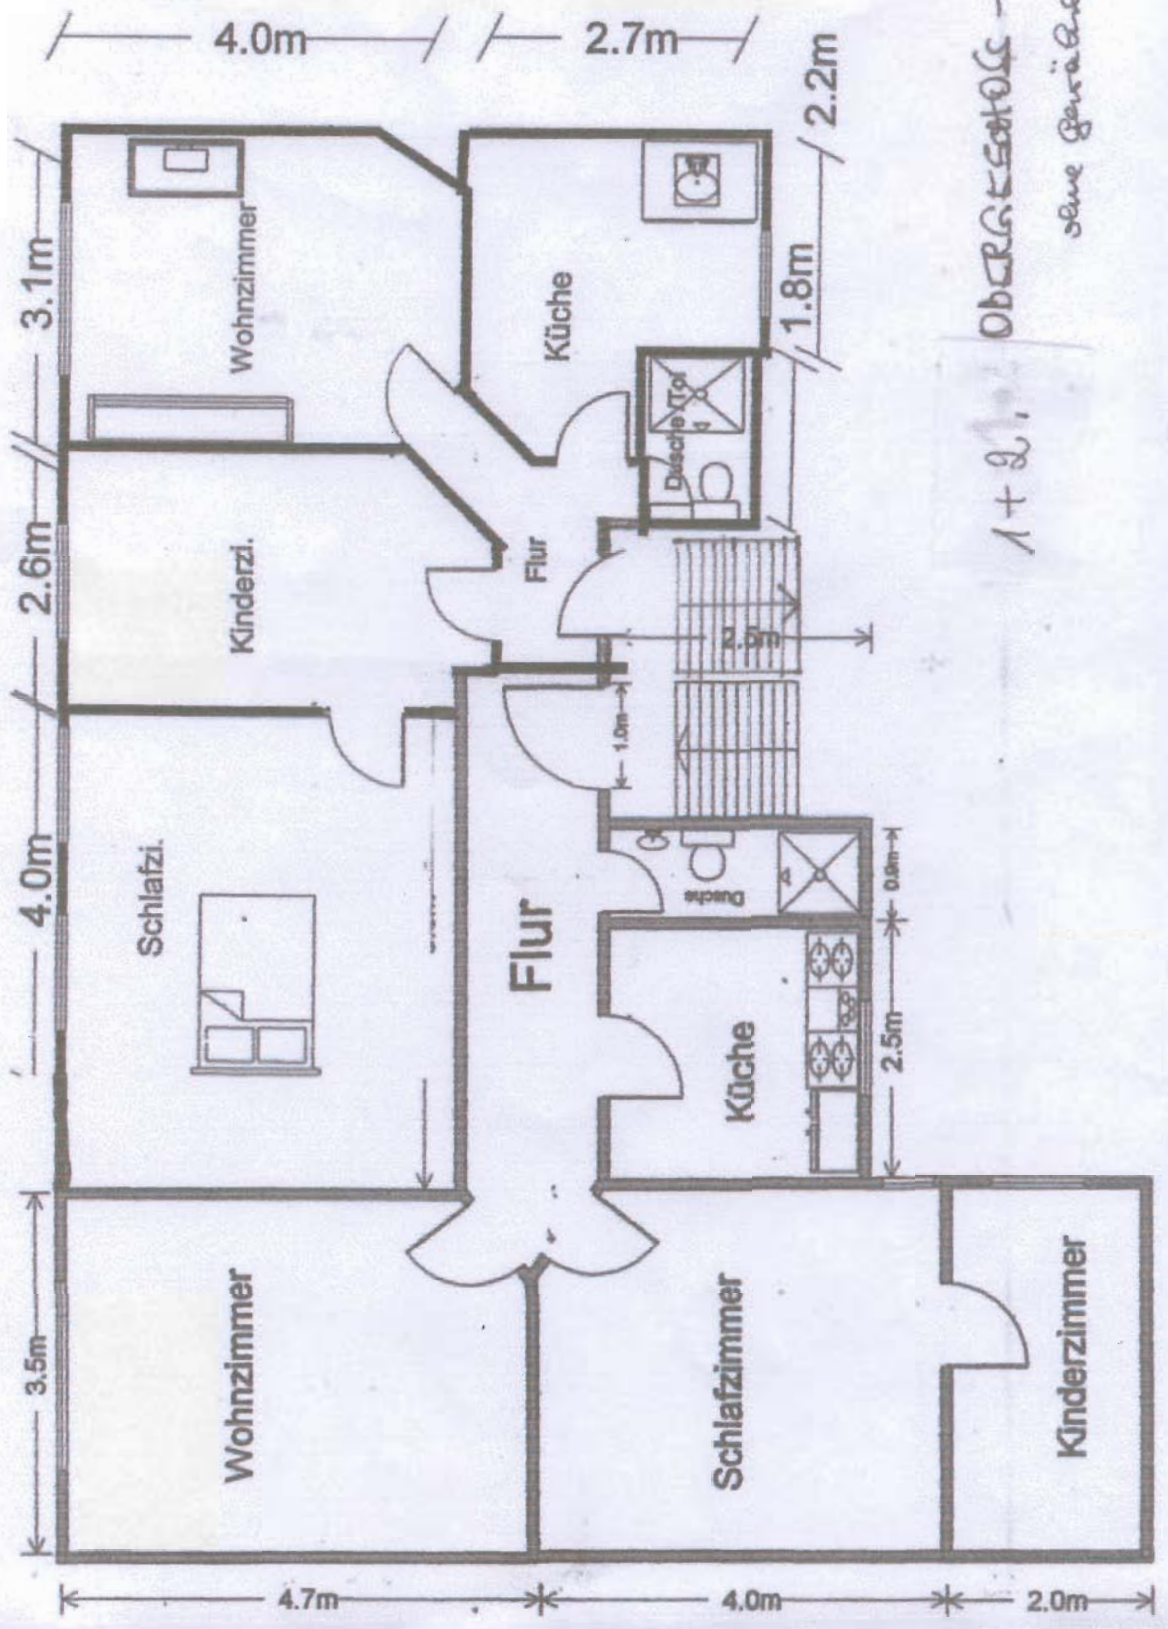 4.0m
2.7m
2.2m
3.1m
Wohnzimmer
Küche
1.8m
Dusche /Toi
2.6m
Kinderzi.
Flur
2.5m
1.0m
4.0m
Schlafzi.
Flur
Dusche
0.9m
Küche
2.5m
3.5m
Wohnzimmer
Schlafzimmer
Kinderzimmer
4.7m
4.0m
2.0m
1 + 2.
OBERGESCHOSS -
ohne